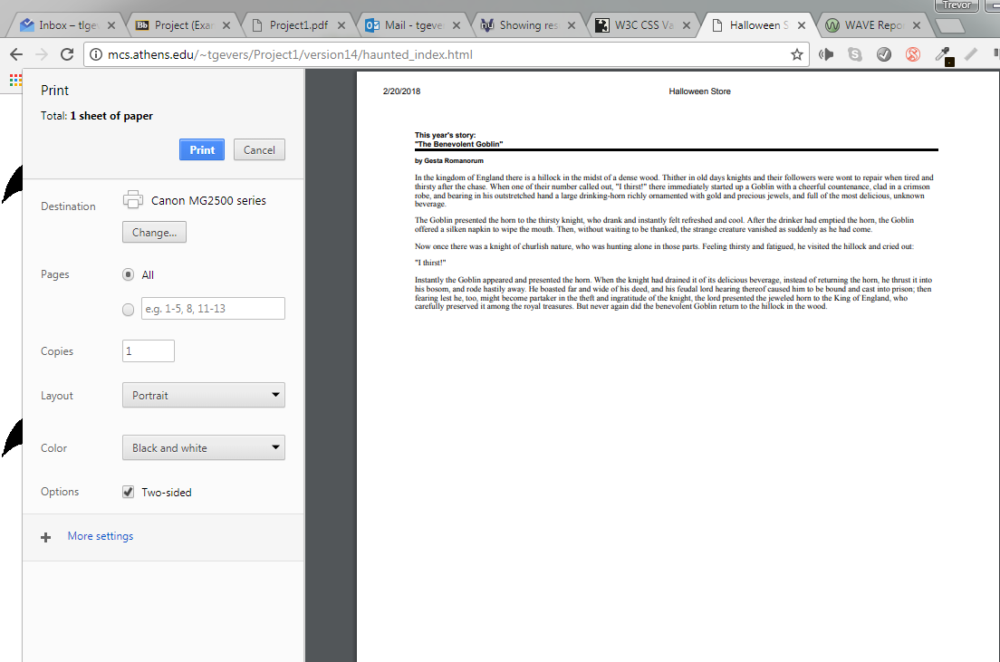 Trevor
Inbox – tlge
Project (Exar
Project1.pdf
Mail - tgeve
Showing res
W3C CSS Va
Halloween S
WAVE Repo
mcs.athens.edu/~tgevers/Project1/version14/haunted_index.html
Print
Total: 1 sheet of paper
Print
Cancel
Destination
Canon MG2500 series
Change...
Pages
All
e.g. 1-5, 8, 11-13
Copies
1
Layout
Portrait
Color
Black and white
Options
Two-sided
More settings
2/20/2018
Halloween Store
This year's story:
"The Benevolent Goblin"
by Gesta Romanorum
In the kingdom of England there is a hillock in the midst of a dense wood. Thither in old days knights and their followers were wont to repair when tired and
thirsty after the chase. When one of their number called out, "I thirst!" there immediately started up a Goblin with a cheerful countenance, clad in a crimson
robe, and bearing in his outstretched hand a large drinking-horn richly ornamented with gold and precious jewels, and full of the most delicious, unknown
beverage.
The Goblin presented the horn to the thirsty knight, who drank and instantly felt refreshed and cool. After the drinker had emptied the horn, the Goblin
offered a silken napkin to wipe the mouth. Then, without waiting to be thanked, the strange creature vanished as suddenly as he had come.
Now once there was a knight of churlish nature, who was hunting alone in those parts. Feeling thirsty and fatigued, he visited the hillock and cried out:
"I thirst!"
Instantly the Goblin appeared and presented the horn. When the knight had drained it of its delicious beverage, instead of returning the horn, he thrust it into
his bosom, and rode hastily away. He boasted far and wide of his deed, and his feudal lord hearing thereof caused him to be bound and cast into prison; then
fearing lest he, too, might become partaker in the theft and ingratitude of the knight, the lord presented the jeweled horn to the King of England, who
carefully preserved it among the royal treasures. But never again did the benevolent Goblin return to the hillock in the wood.